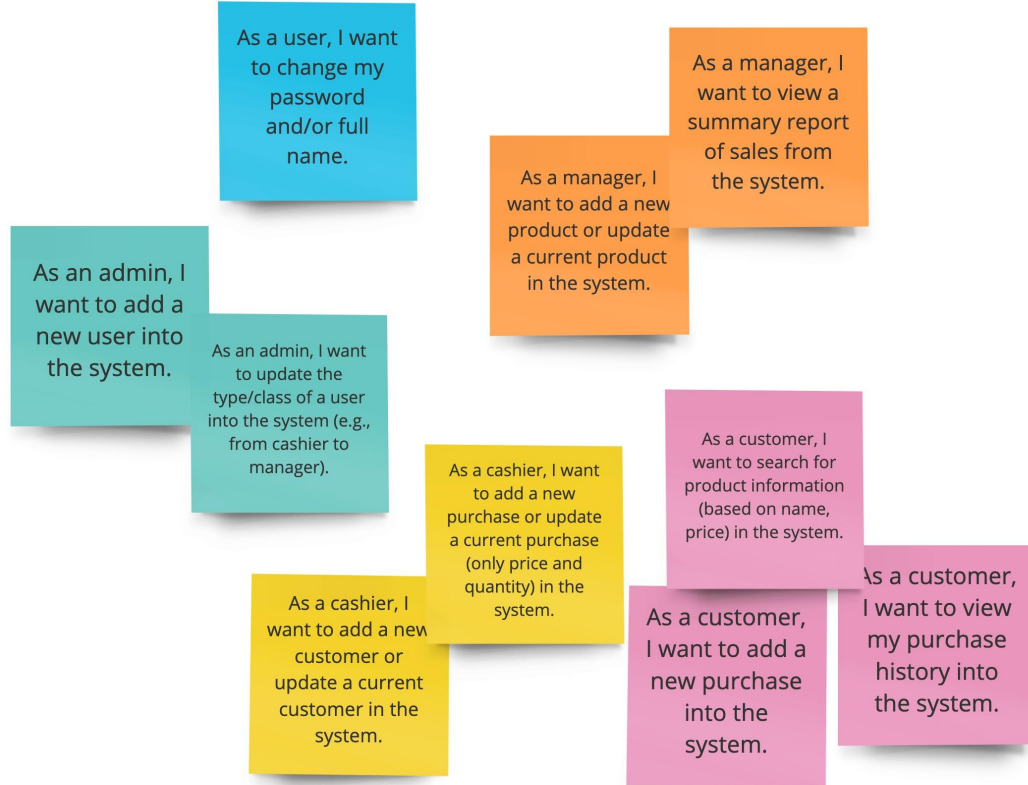 As a user, I want
to change my
password
and/or full
name.
As a manager, I
want to view a
summary report
of sales from
the system.
As a manager, I
want to add a new
product or update
a current product
in the system.
As an admin, I
want to add a
new user into
the system.
As an admin, I want
to update the
type/class of a user
into the system (e.g.,
from cashier to
manager).
As a cashier, I want
to add a new
purchase or update
a current purchase
(only price and
quantity) in the
system.
As a cashier, I
want to add a new
customer or
update a current
customer in the
system.
As a customer, I
want to search for
product information
(based on name,
price) in the system.
As a customer,
I want to add a
new purchase
into the
system.
As a customer,
I want to view
my purchase
history into
the system.